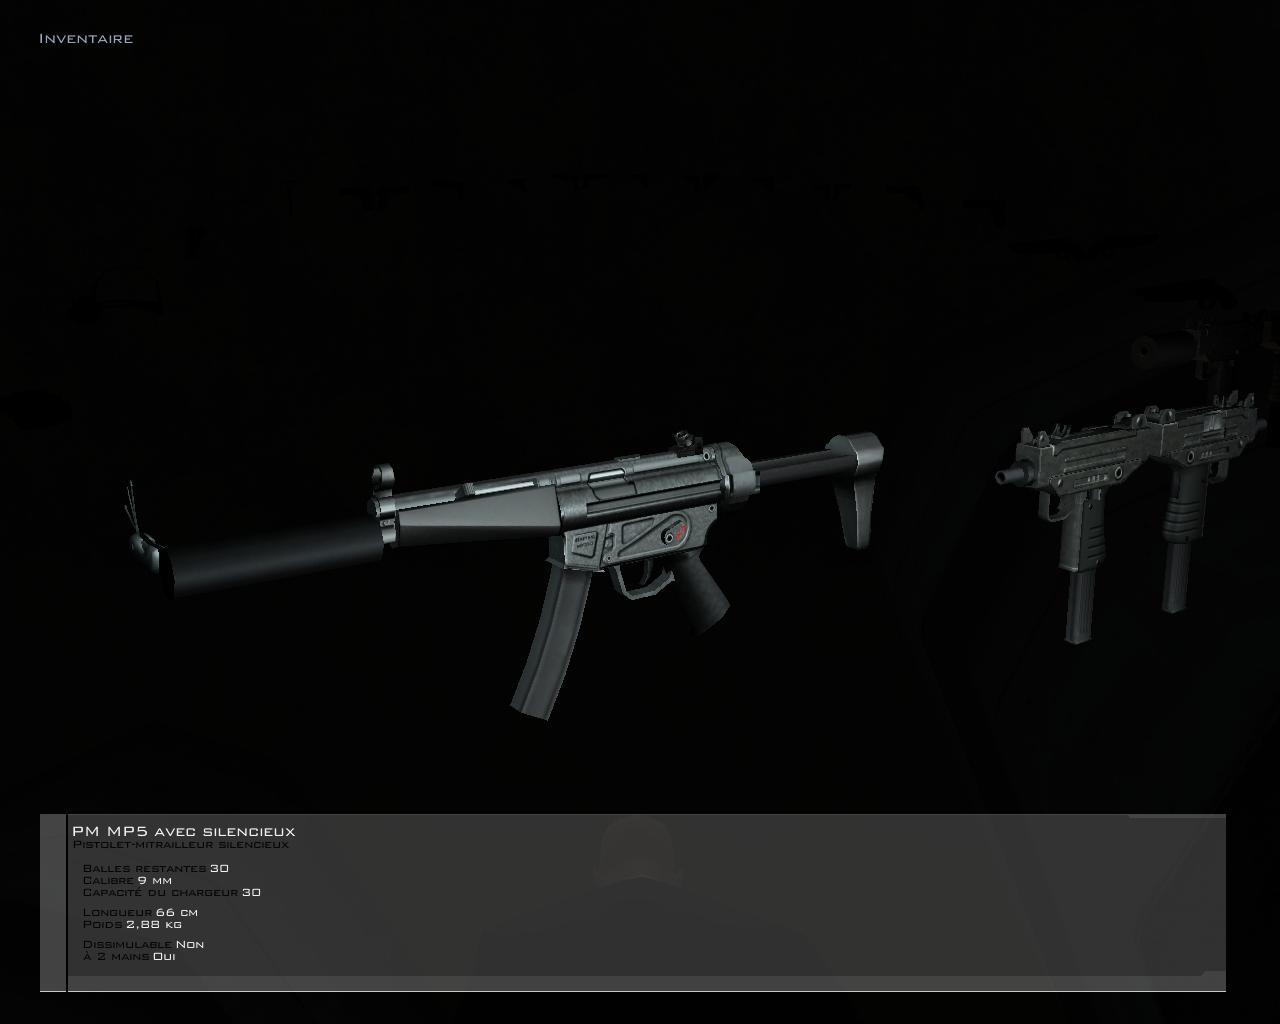 Inventaire
PM MP5 avec silencieux
Pistolet-mitrailleur silencieux
Balles restantes 30
Calibre 9 mm
Capacité du chargeur 30
Longueur 66 cm
Poids 2,88 kg
Dissimulable Non
À 2 mains Oui